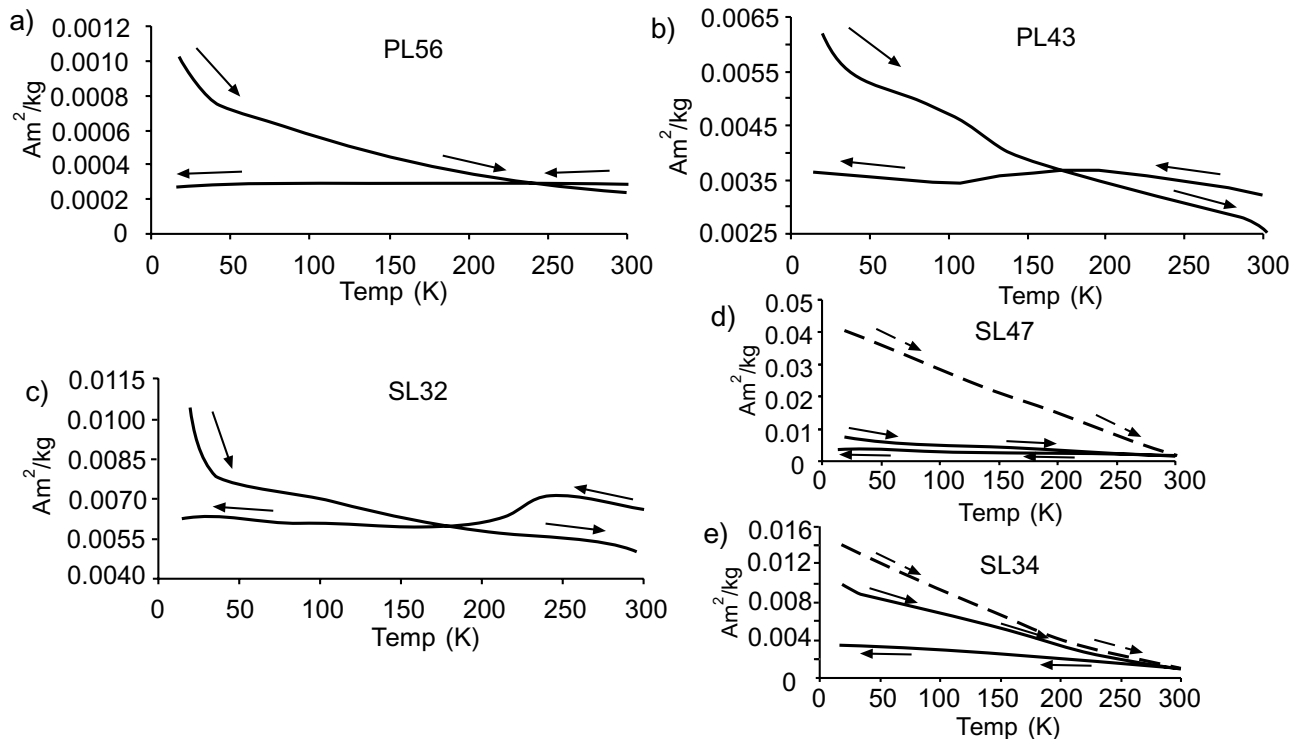 a)
PL56
Am²/kg
0.0012
0.0010
0.0008
0.0006
0.0004
0.0002
0
0 50 100 150 200 250 300
Temp (K)
b)
PL43
Am²/kg
0.0065
0.0055
0.0045
0.0035
0.0025
0 50 100 150 200 250 300
Temp (K)
c)
SL32
Am²/kg
0.0115
0.0100
0.0085
0.0070
0.0055
0.0040
0 50 100 150 200 250 300
Temp (K)
d)
SL47
Am²/kg
0.05
0.04
0.03
0.02
0.01
0
0 50 100 150 200 250 300
e)
SL34
Am²/kg
0.016
0.012
0.008
0.004
0
0 50 100 150 200 250 300
Temp (K)